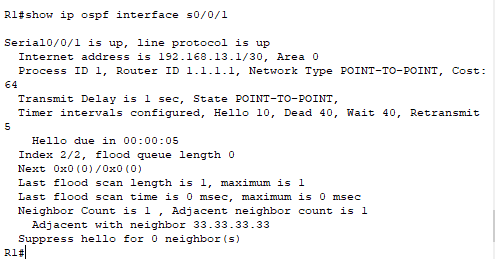 R1#show ip ospf interface s0/0/1
Serial0/0/1 is up, line protocol is up
Internet address is 192.168.13.1/30, Area 0
Process ID 1, Router ID 1.1.1.1, Network Type POINT-TO-POINT, Cost:
64
Transmit Delay is 1 sec, State POINT-TO-POINT,
Timer intervals configured, Hello 10, Dead 40, Wait 40, Retransmit
5
Hello due in 00:00:05
Index 2/2, flood queue length 0
Next 0x0(0)/0x0(0)
Last flood scan length is 1, maximum is 1
Last flood scan time is 0 msec, maximum is 0 msec
Neighbor Count is 1 , Adjacent neighbor count is 1
Adjacent with neighbor 33.33.33.33
Suppress hello for 0 neighbor(s)
R1#